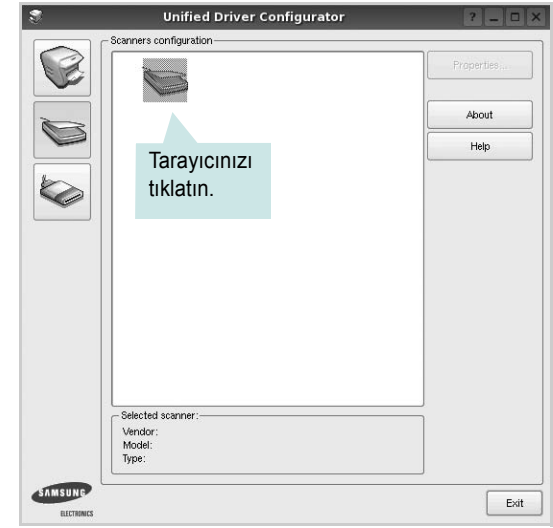 Unified Driver Configurator
Scanners configuration
Properties...
About
Help
Tarayıcınızı
tıklatın.
Selected scanner:
Vendor:
Model:
Type:
SAMSUNG
ELECTRONICS
Exit